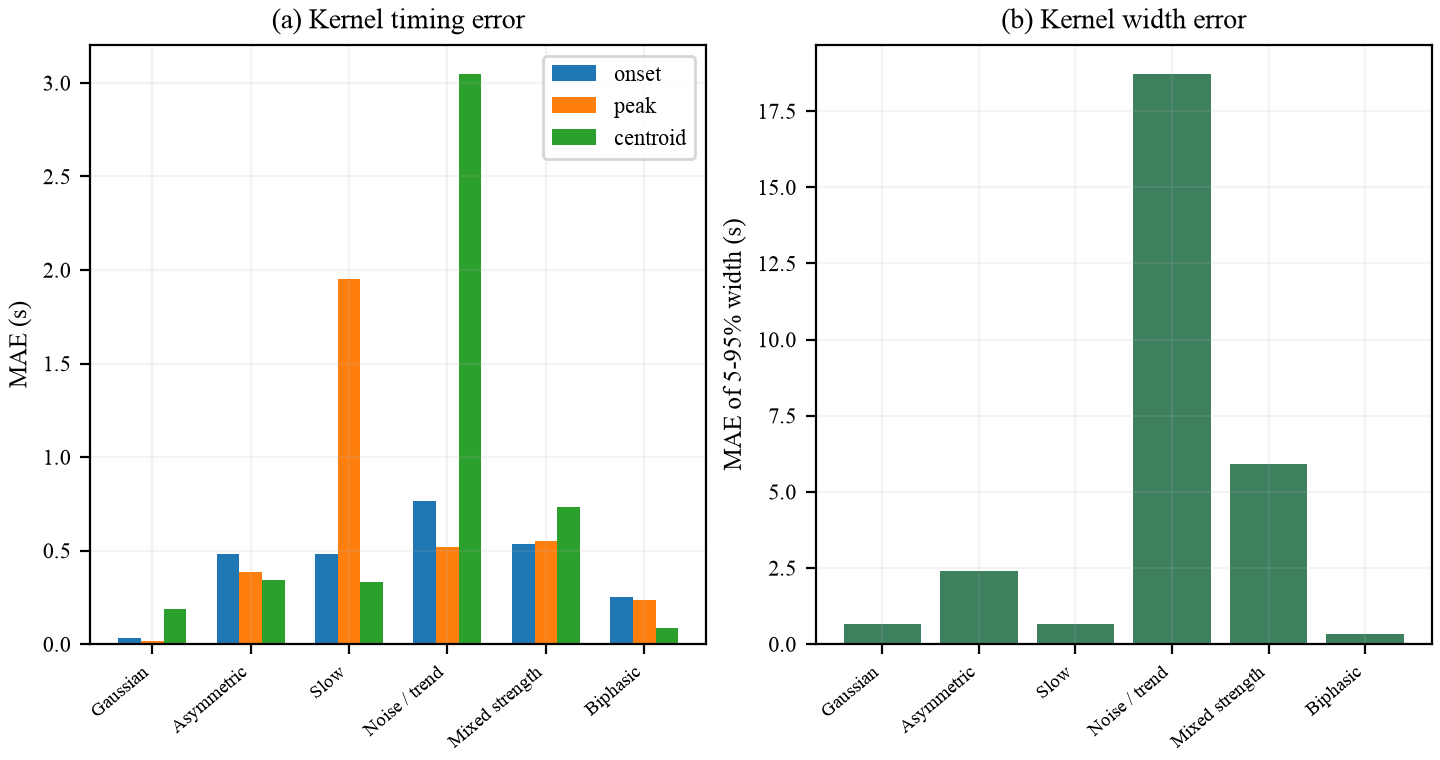 (a) Kernel timing error
MAE (s)
3.0
2.5
2.0
1.5
1.0
0.5
0.0
onset
peak
centroid
Gaussian
Asymmetric
Slow
Noise / trend
Mixed strength
Biphasic
(b) Kernel width error
MAE of 5-95% width (s)
17.5
15.0
12.5
10.0
7.5
5.0
2.5
0.0
Gaussian
Asymmetric
Slow
Noise / trend
Mixed strength
Biphasic